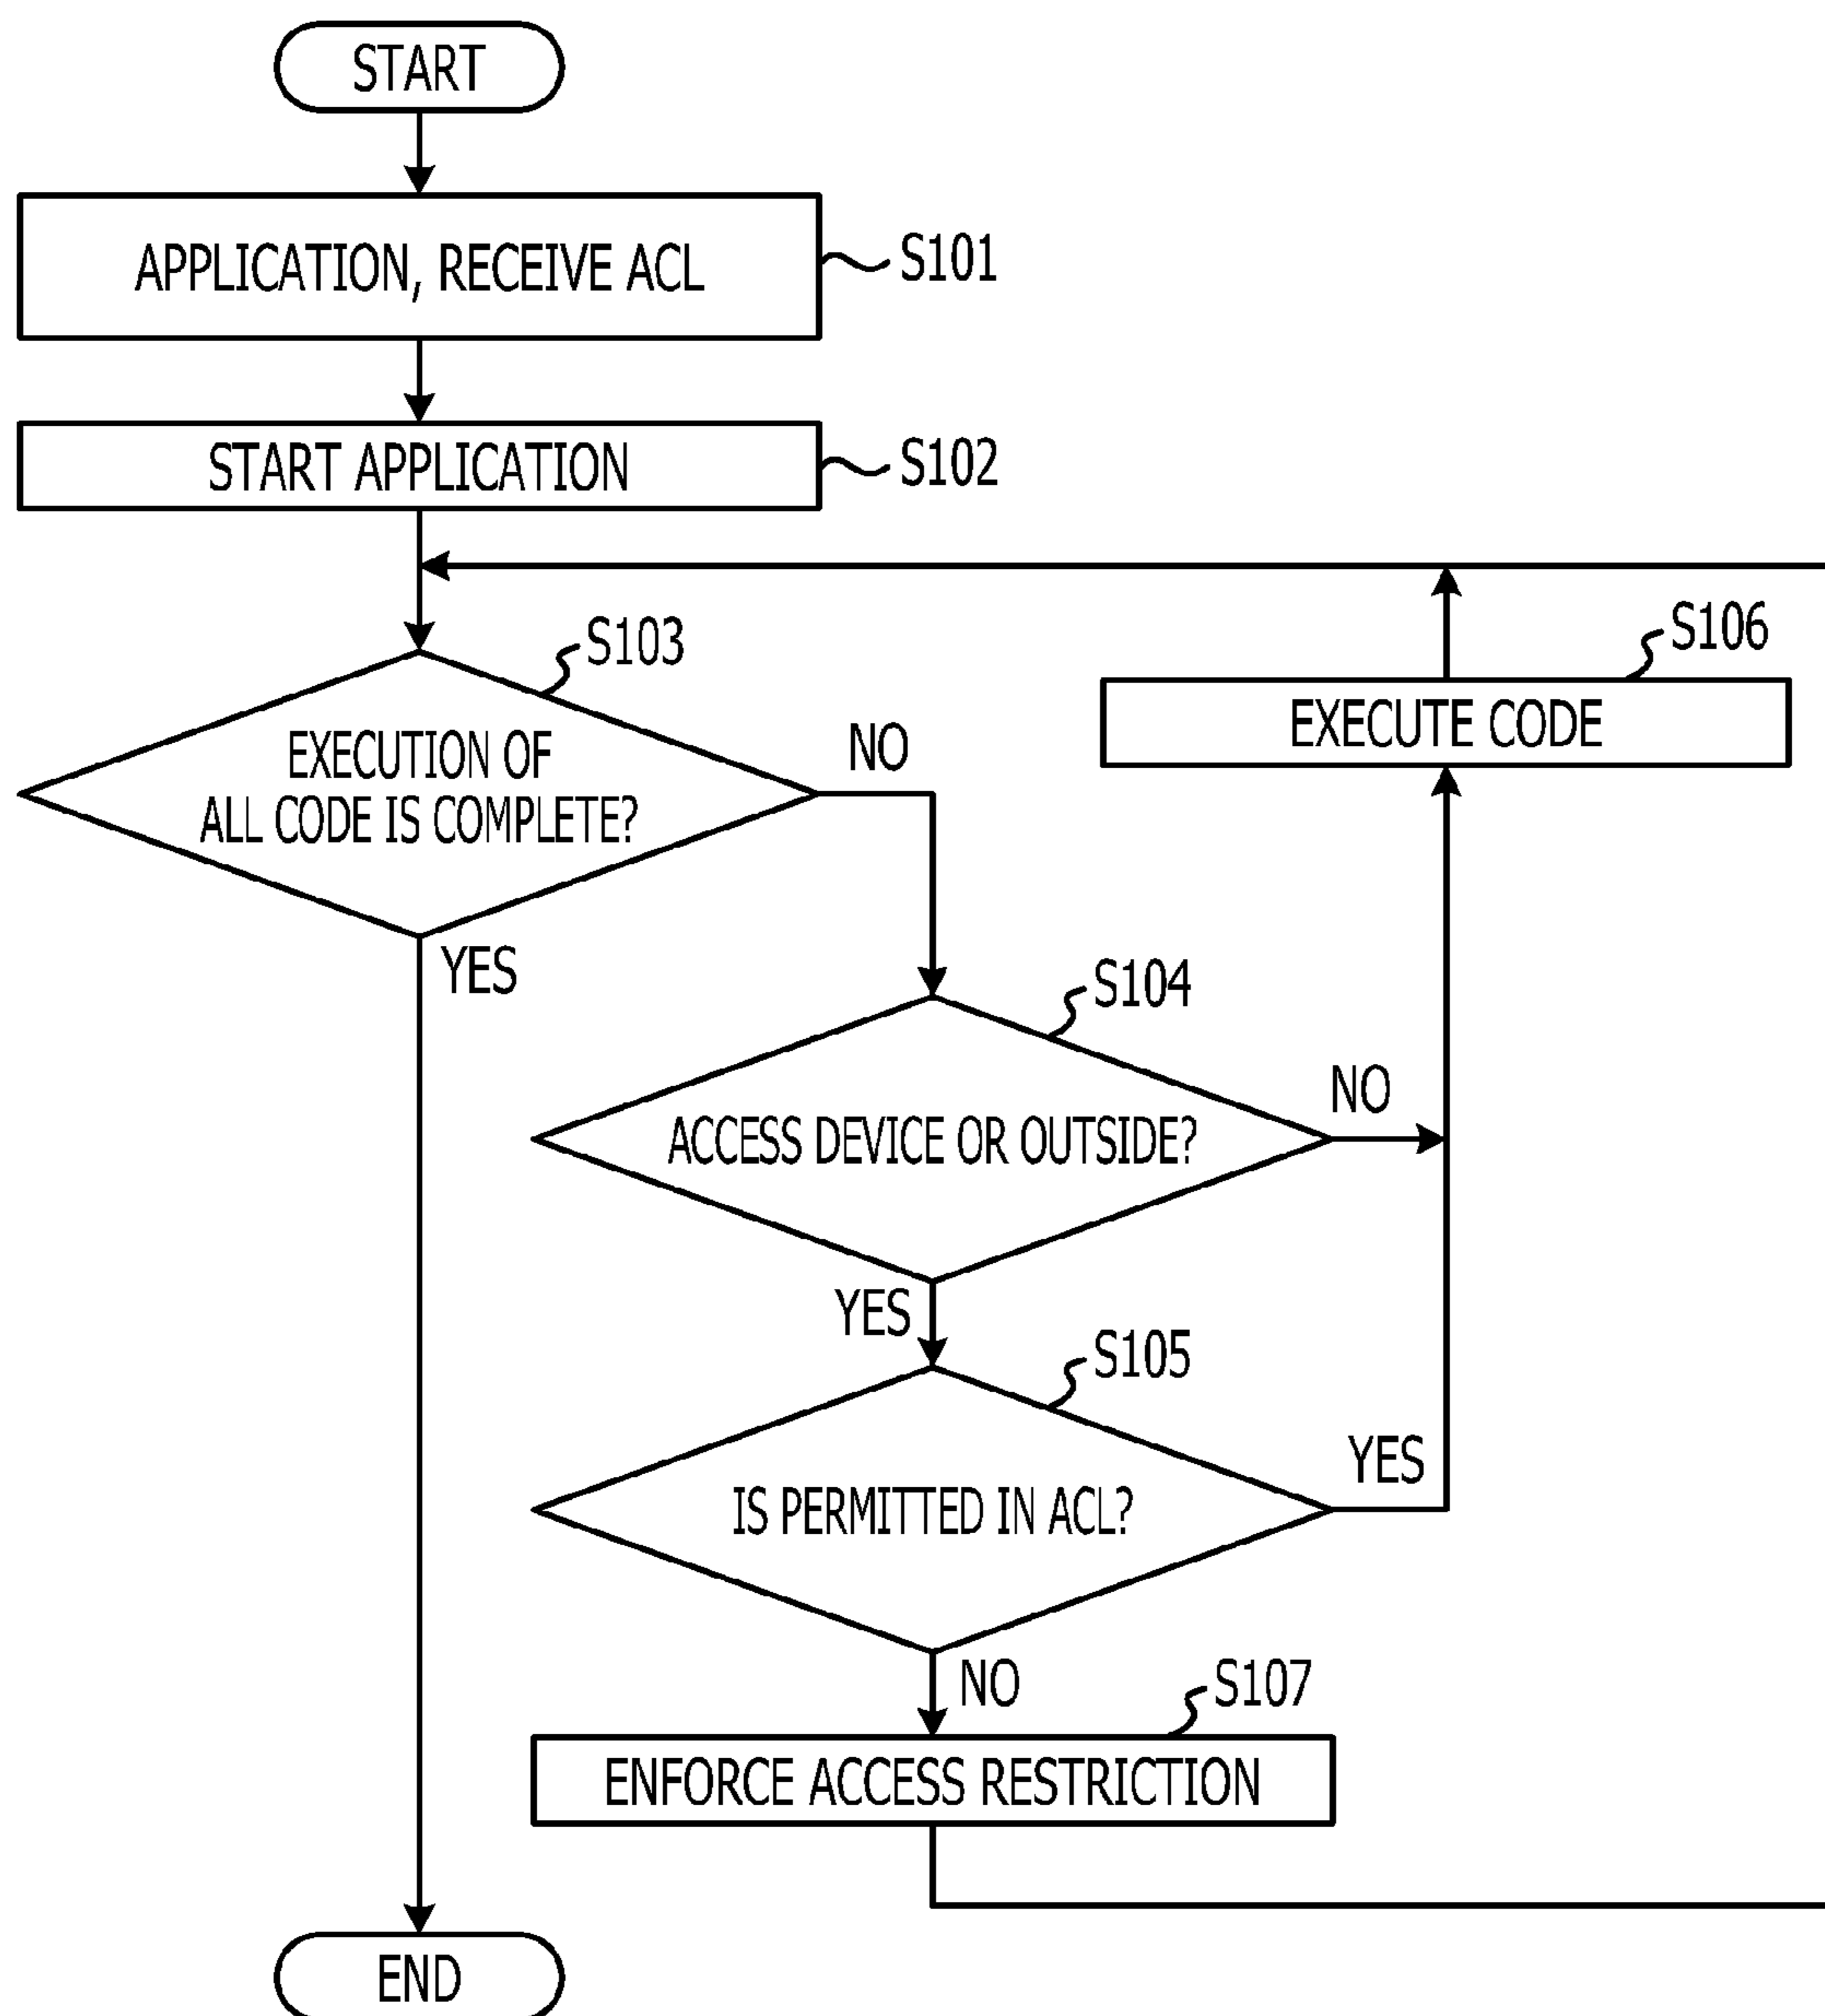 START
APPLICATION, RECEIVE ACL
S101
START APPLICATION
S102
S103
EXECUTION OF
ALL CODE IS COMPLETE?
NO
YES
S106
EXECUTE CODE
S104
ACCESS DEVICE OR OUTSIDE?
NO
YES
S105
IS PERMITTED IN ACL?
YES
NO
S107
ENFORCE ACCESS RESTRICTION
END